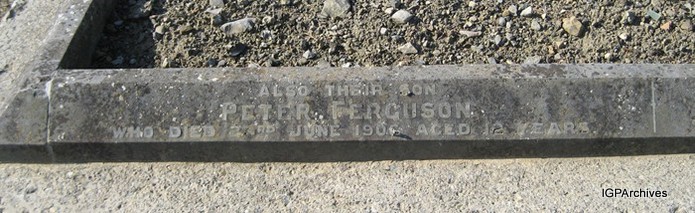 ALSO THEIR SON
PETER FERGUSON
WHO DIED JUNE AGED 12 YEARS.
IGPArchives